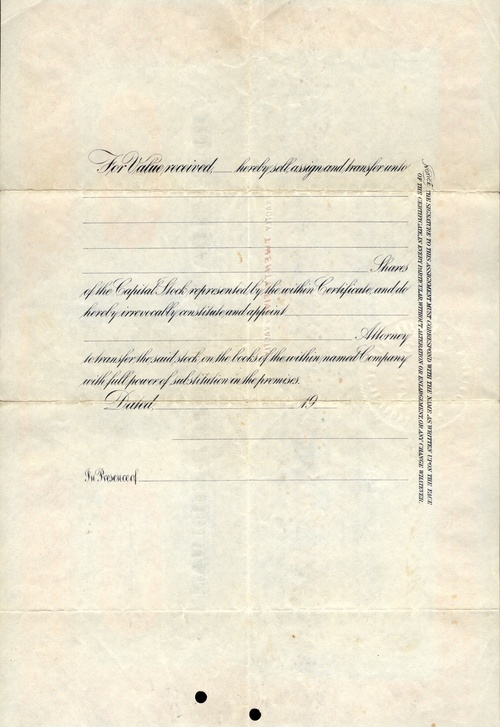 For Value received, hereby sell, assign and transfer unto
Shares
of the Capital Stock represented by the within Certificate, and do
hereby irrevocably constitute and appoint
Attorney
to transfer the said stock on the books of the within named Company
with full power of substitution in the premises.
Dated, 19
In Presence of
Notice. THE SIGNATURE TO THIS ASSIGNMENT MUST CORRESPOND WITH THE NAME AS WRITTEN UPON THE FACE
OF THE CERTIFICATE, IN EVERY PARTICULAR, WITHOUT ALTERATION OR ENLARGEMENT, OR ANY CHANGE WHATEVER.